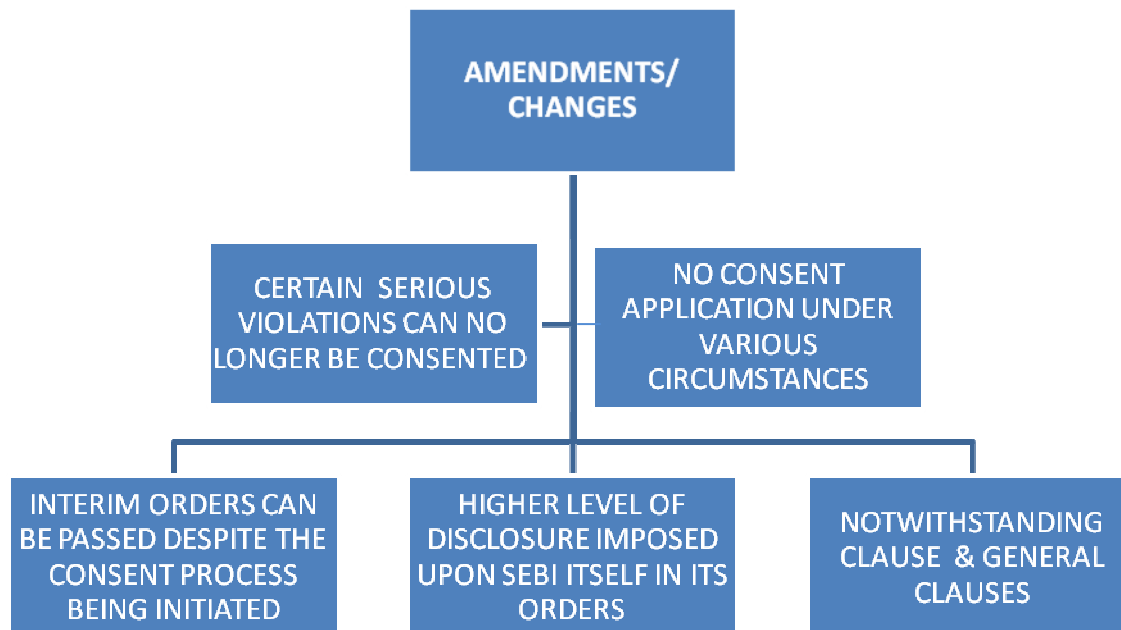 AMENDMENTS/
CHANGES
CERTAIN SERIOUS
VIOLATIONS CAN NO
LONGER BE CONSENTED
NO CONSENT
APPLICATION UNDER
VARIOUS
CIRCUMSTANCES
INTERIM ORDERS CAN
BE PASSED DESPITE THE
CONSENT PROCESS
BEING INITIATED
HIGHER LEVEL OF
DISCLOSURE IMPOSED
UPON SEBI ITSELF IN ITS
ORDERS
NOTWITHSTANDING
CLAUSE & GENERAL
CLAUSES